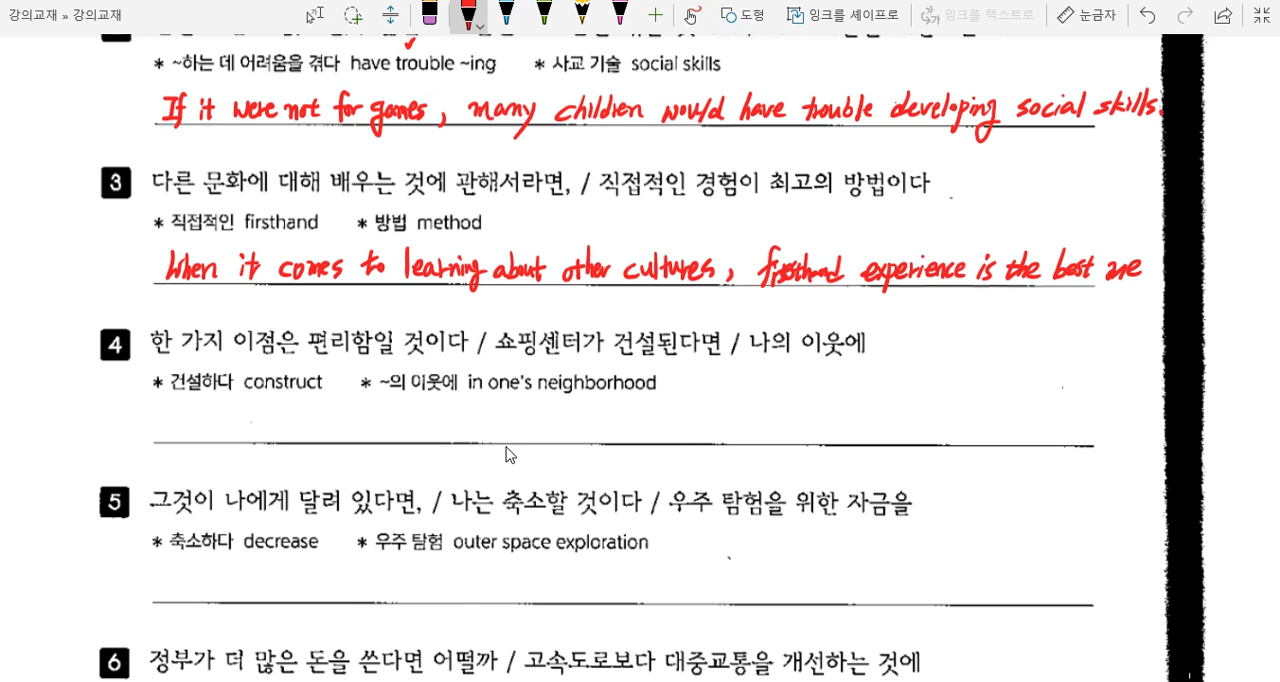 강의교재 » 강의교재
도형
잉크를 셰이프로
잉크를 텍스트로
눈금자
* ~하는 데 어려움을 겪다 have trouble ~ing * 사교 기술 social skills
If it were not for games, many children would have trouble developing social skills.
3 다른 문화에 대해 배우는 것에 관해서라면, / 직접적인 경험이 최고의 방법이다
* 직접적인 firsthand * 방법 method
When it comes to learning about other cultures, firsthand experience is the best one
4 한 가지 이점은 편리함일 것이다 / 쇼핑센터가 건설된다면 / 나의 이웃에
* 건설하다 construct * ~의 이웃에 in one's neighborhood
5 그것이 나에게 달려 있다면, / 나는 축소할 것이다 / 우주 탐험을 위한 자금을
* 축소하다 decrease * 우주 탐험 outer space exploration
6 정부가 더 많은 돈을 쓴다면 어떨까 / 고속도로보다 대중교통을 개선하는 것에